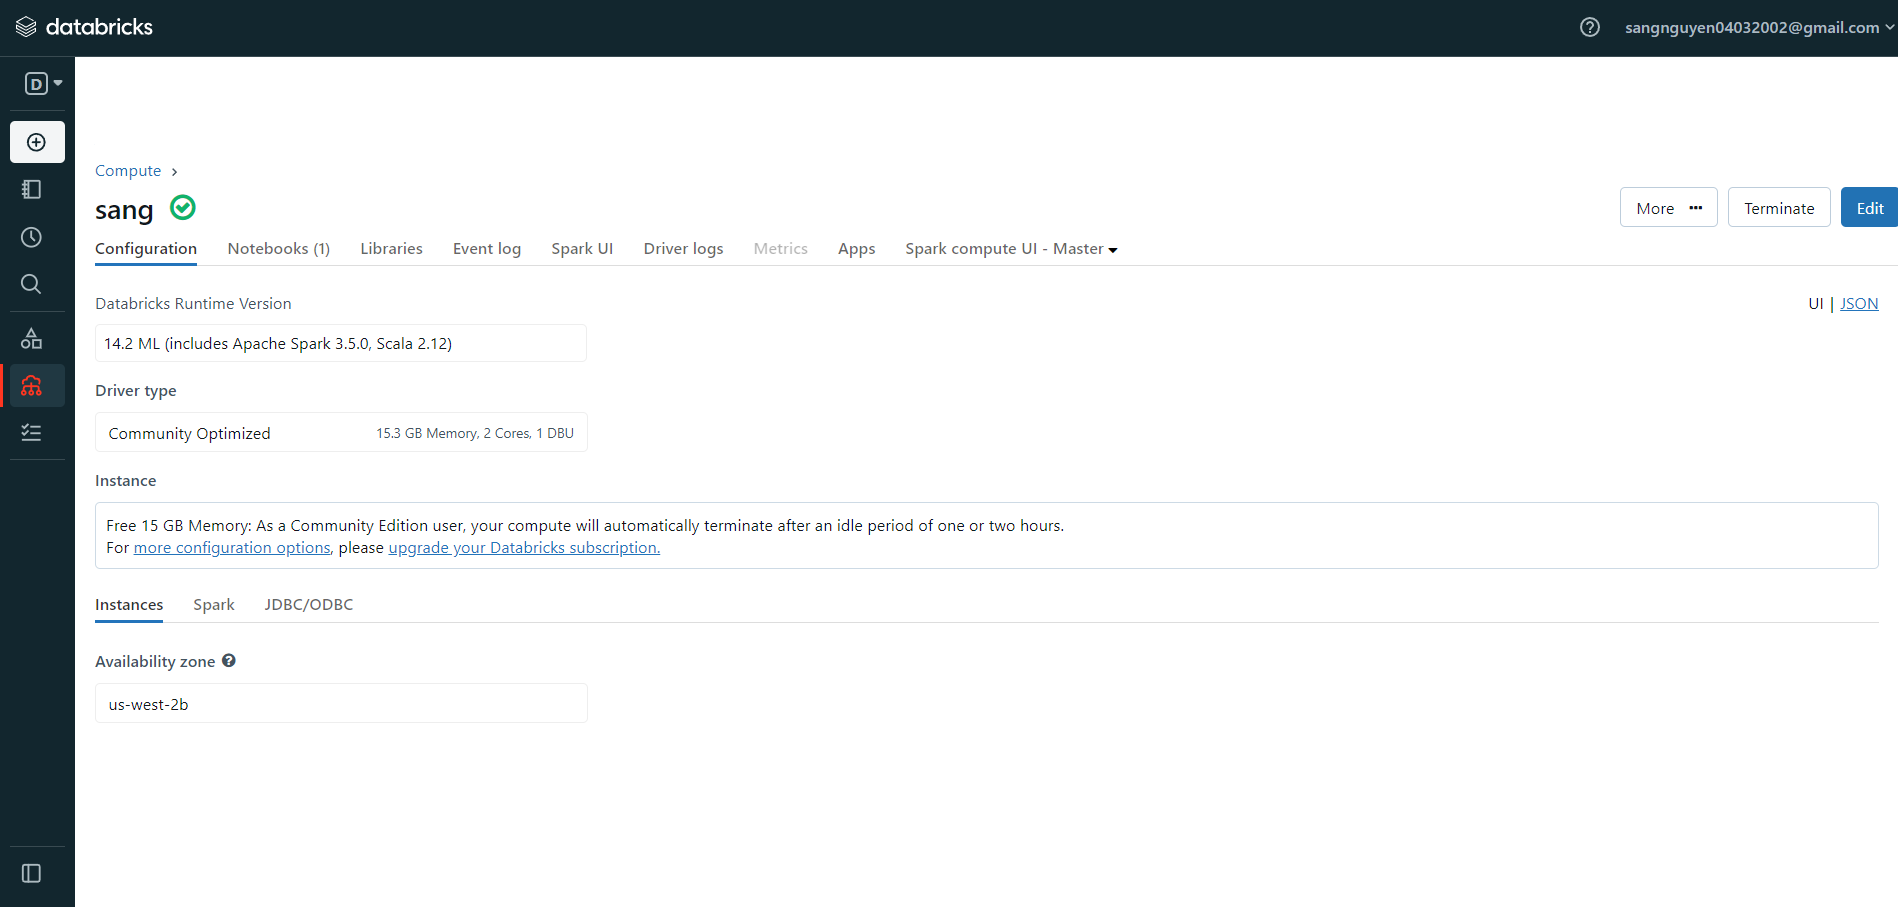 databricks
sangnguyen04032002@gmail.com
D
Compute
sang
More
Terminate
Edit
Configuration
Notebooks (1)
Libraries
Event log
Spark UI
Driver logs
Metrics
Apps
Spark compute UI - Master
Databricks Runtime Version
UI | JSON
14.2 ML (includes Apache Spark 3.5.0, Scala 2.12)
Driver type
Community Optimized
15.3 GB Memory, 2 Cores, 1 DBU
Instance
Free 15 GB Memory: As a Community Edition user, your compute will automatically terminate after an idle period of one or two hours.
For more configuration options, please upgrade your Databricks subscription.
Instances
Spark
JDBC/ODBC
Availability zone
us-west-2b